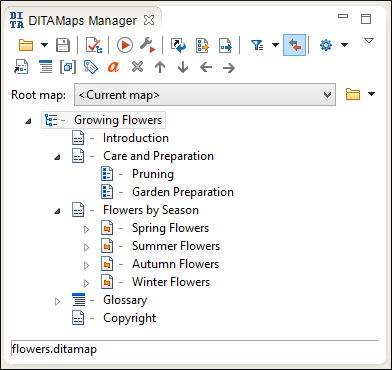 DITA DITAMaps Manager
Root map: <Current map>
Growing Flowers
Introduction
Care and Preparation
Pruning
Garden Preparation
Flowers by Season
Spring Flowers
Summer Flowers
Autumn Flowers
Winter Flowers
Glossary
Copyright
flowers.ditamap